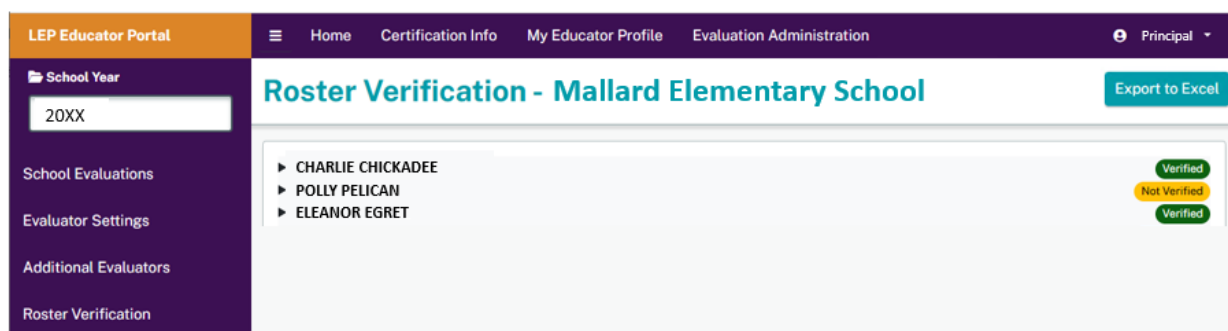 LEP Educator Portal
Home Certification Info My Educator Profile Evaluation Administration
Principal
School Year
20XX
Roster Verification - Mallard Elementary School
Export to Excel
School Evaluations
Evaluator Settings
Additional Evaluators
Roster Verification
CHARLIE CHICKADEE Verified
POLLY PELICAN Not Verified
ELEANOR EGRET Verified